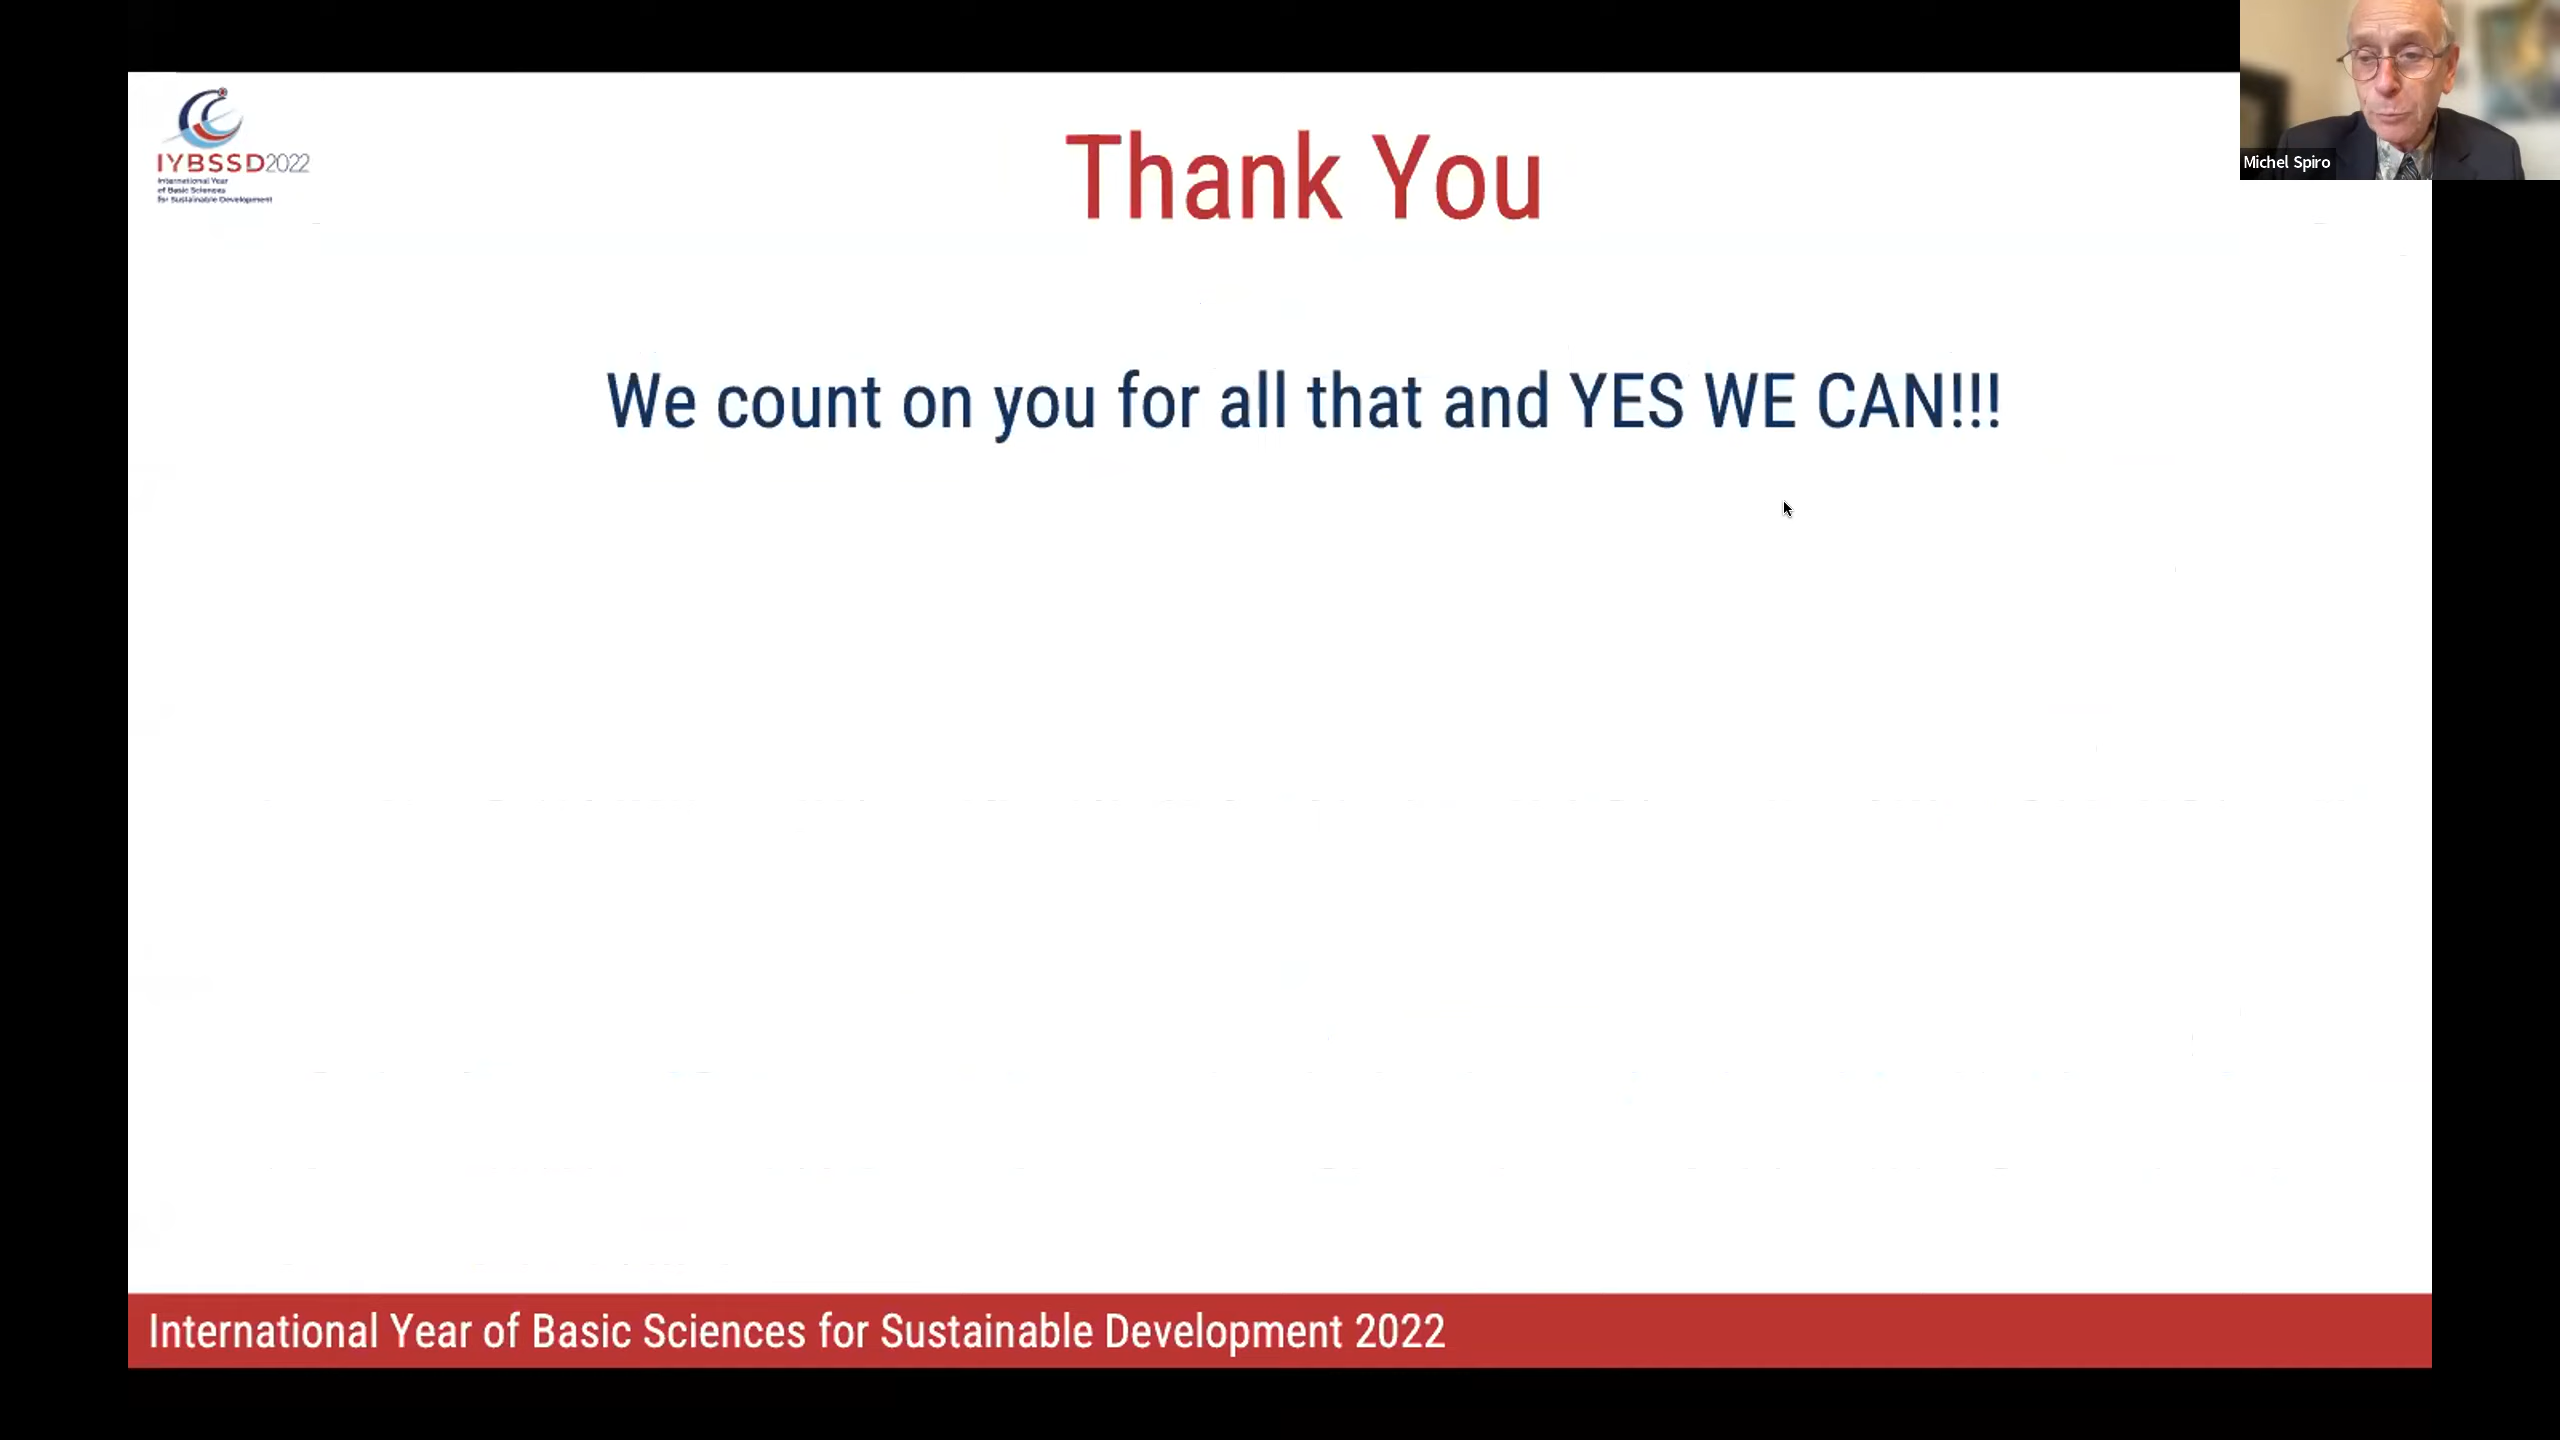 IYBSSD2022
International Year
of Basic Sciences
for Sustainable Development
Thank You
Michel Spiro
We count on you for all that and YES WE CAN!!!
International Year of Basic Sciences for Sustainable Development 2022